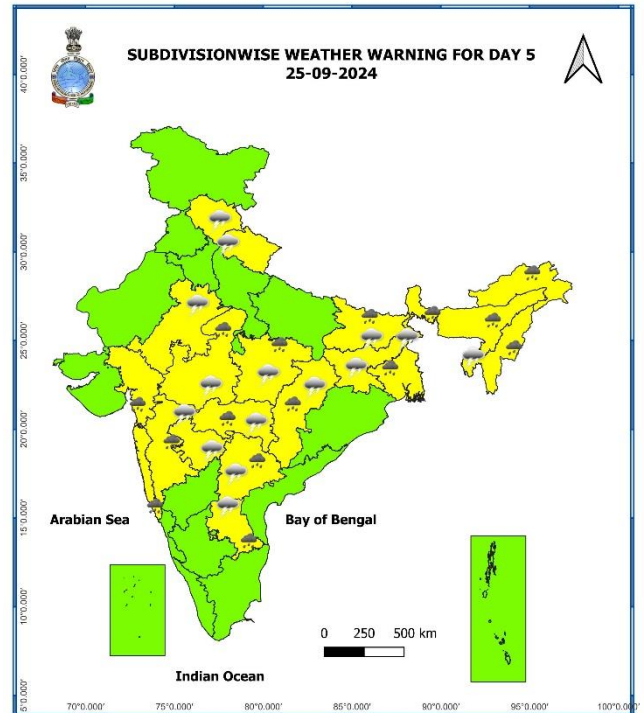 SUBDIVISIONWISE WEATHER WARNING FOR DAY 5
25-09-2024
40°0.000'
35°0.000'
30°0.000'
25°0.000'
20°0.000'
15°0.000'
10°0.000'
5°0.000'
Arabian Sea
Bay of Bengal
0 250 500 km
Indian Ocean
70°0.000' 75°0.000' 80°0.000' 85°0.000' 90°0.000' 95°0.000' 100°0.000'